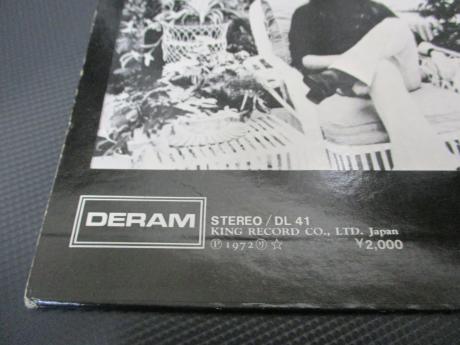 DERAM
STEREO / DL 41
KING RECORD CO., LTD. Japan
Ⓟ 1972 ☆
¥2,000